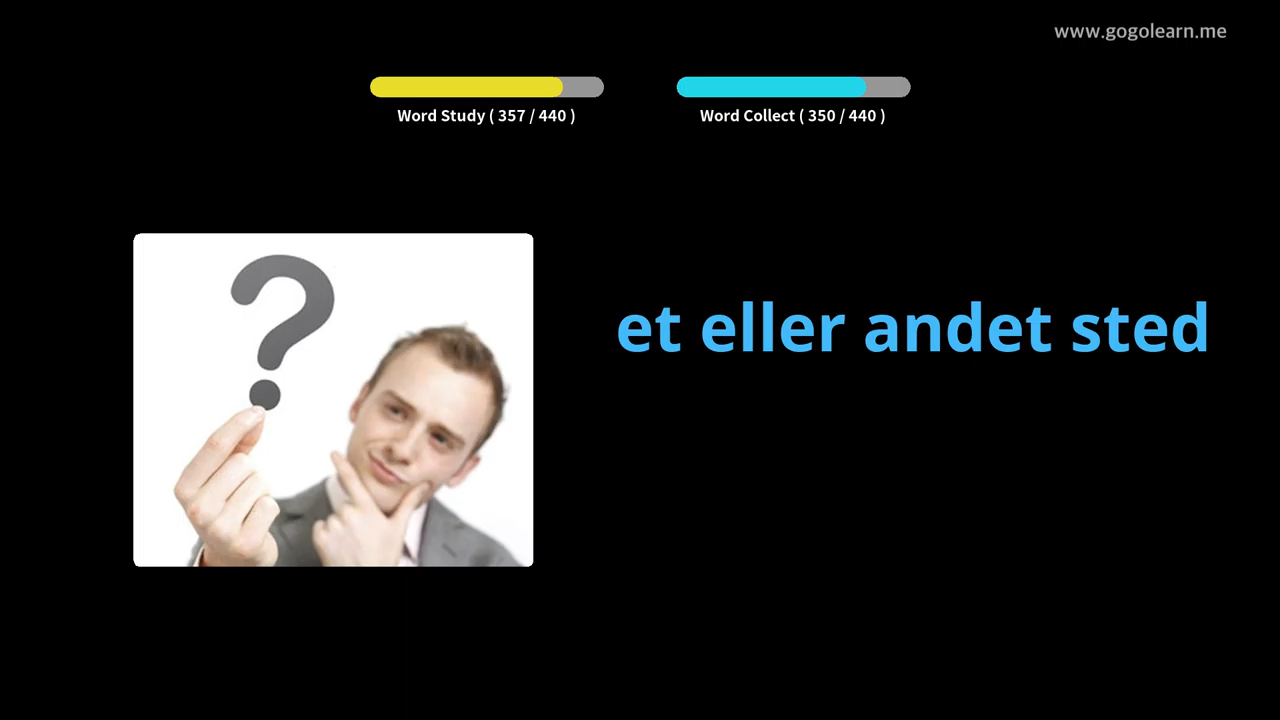 www.gogolearn.me
Word Study ( 357 / 440 )
Word Collect ( 350 / 440 )
?
et eller andet sted